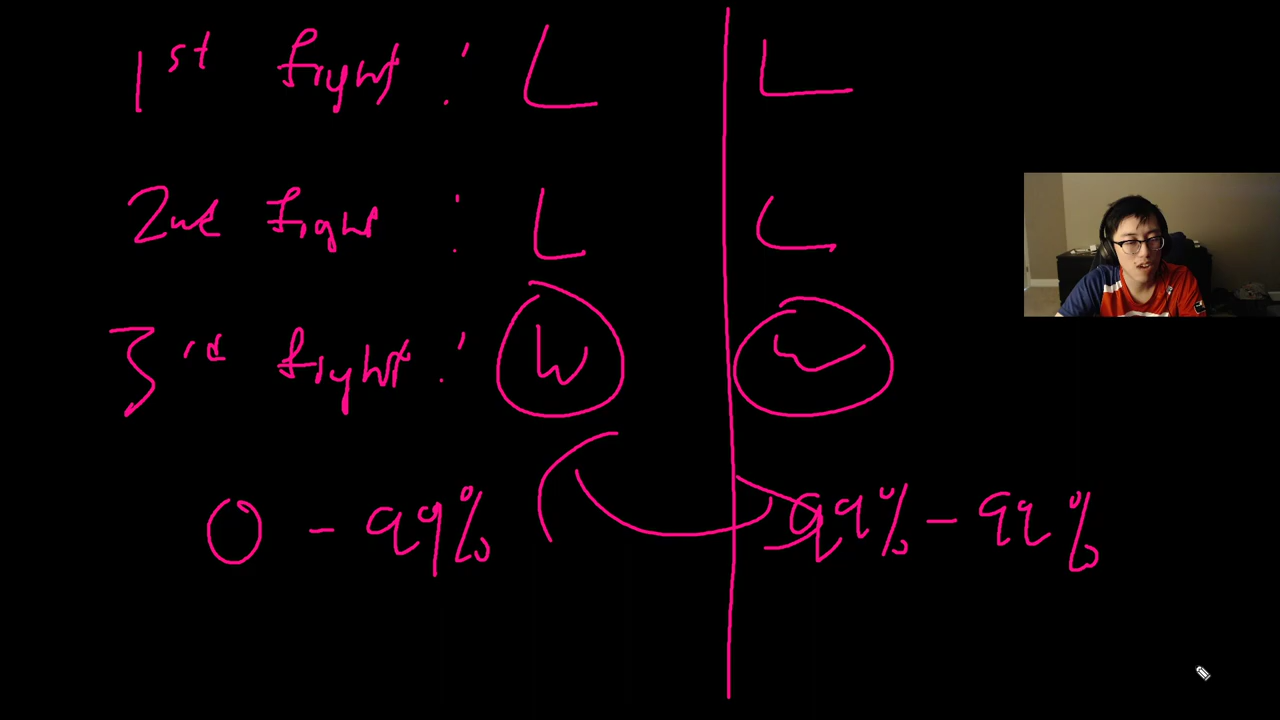 1st fight: L L
2nd fight: L L
3rd fight: W W
0 - 99% 99% - 99%